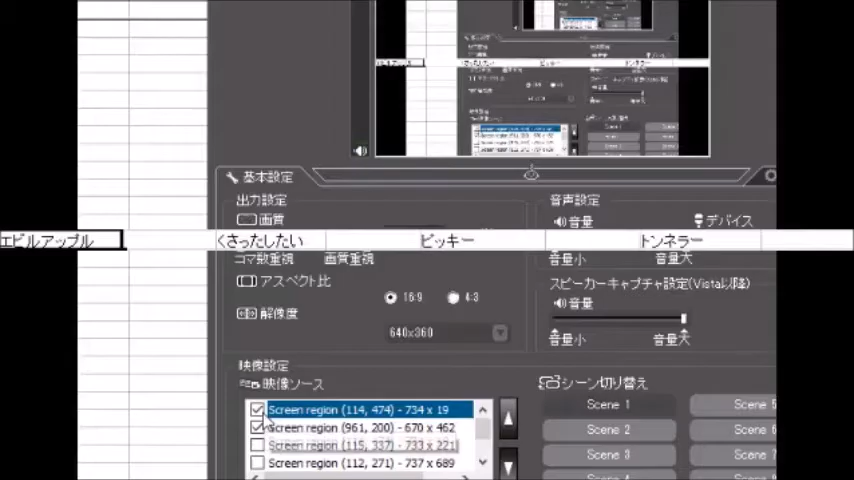 基本設定
出力設定
音声設定
画質
音量
デバイス
エビルアップル
くさったしたい
ピッキー
トンネラー
コマ数重視
画質重視
音量小
音量大
アスペクト比
スピーカーキャプチャ設定(Vista以降)
16:9
4:3
音量
解像度
640x360
音量小
音量大
映像設定
映像ソース
シーン切り替え
Screen region (114, 474) - 734 x 19
Scene 1
Scene 5
Screen region (961, 200) - 670 x 462
Scene 2
Scene
Screen region (115, 337) - 733 x 221
Scene 3
Scene
Screen region (112, 271) - 737 x 689